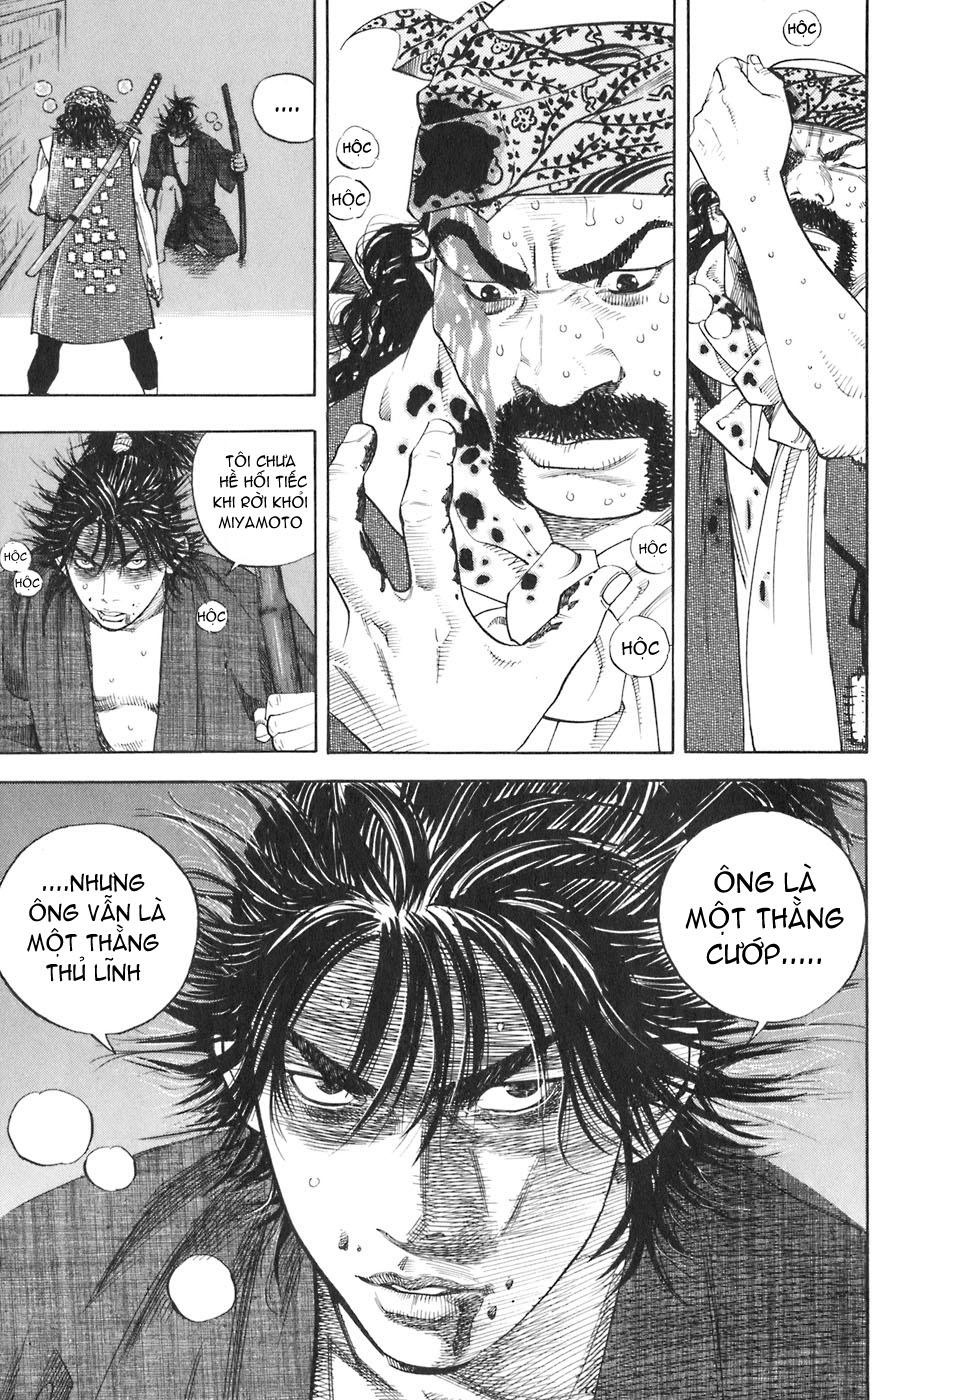 HỘC
HỘC
HỘC
HỘC
HỘC
....
TÔI CHƯA
HỀ HỐI TIẾC
KHI RỜI KHỎI
MIYAMOTO
HỘC
HỘC
HỘC
ÔNG LÀ
MỘT THẰNG
CƯỚP.....
....NHƯNG
ÔNG VẪN LÀ
MỘT THẰNG
THỦ LĨNH